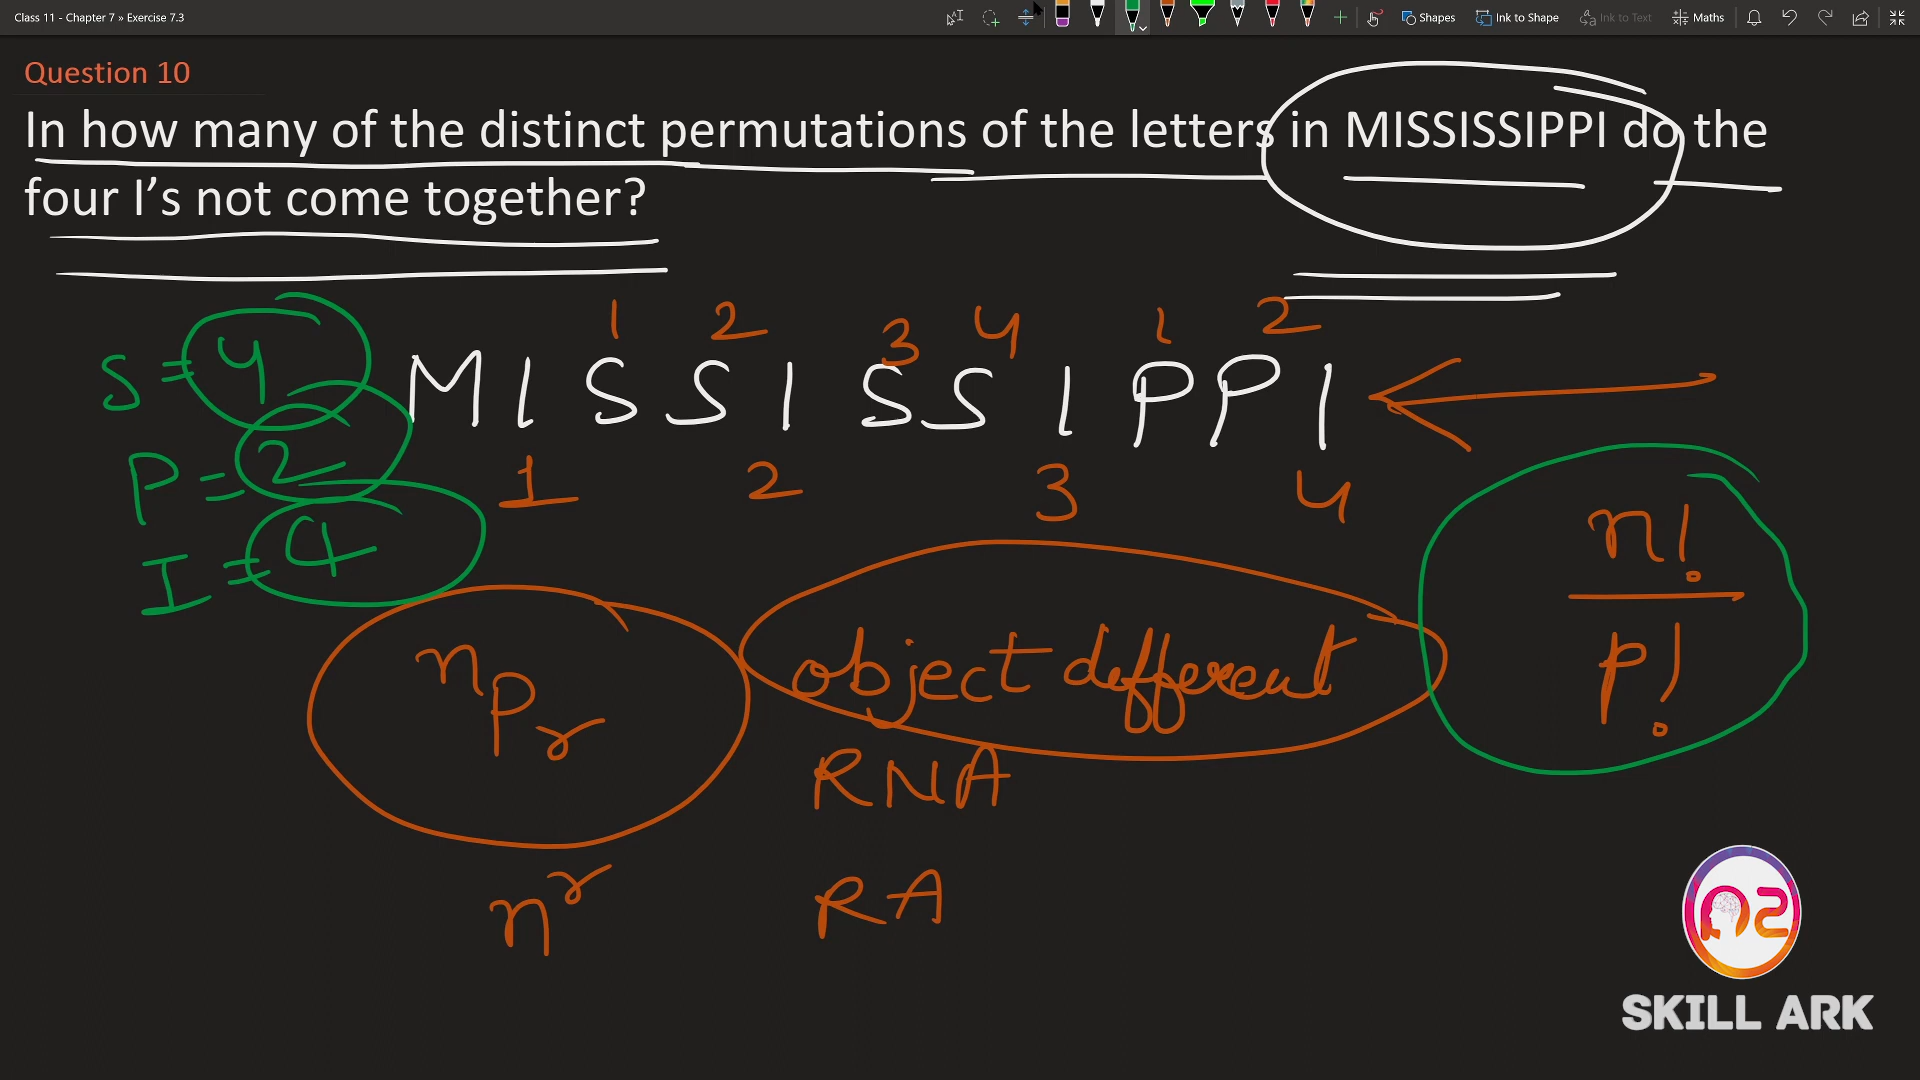 Class 11 - Chapter 7 » Exercise 7.3
Shapes Ink to Shape Ink to Text Maths
Question 10
In how many of the distinct permutations of the letters in MISSISSIPPI do the
four I’s not come together?
1 2 3 4 1 2
S = 4
M I S S I S S I P P I
P = 2
1 2 3 4
I = 4
n!
p!
nPr
object different
RNA
n^r
RA
SKILL ARK